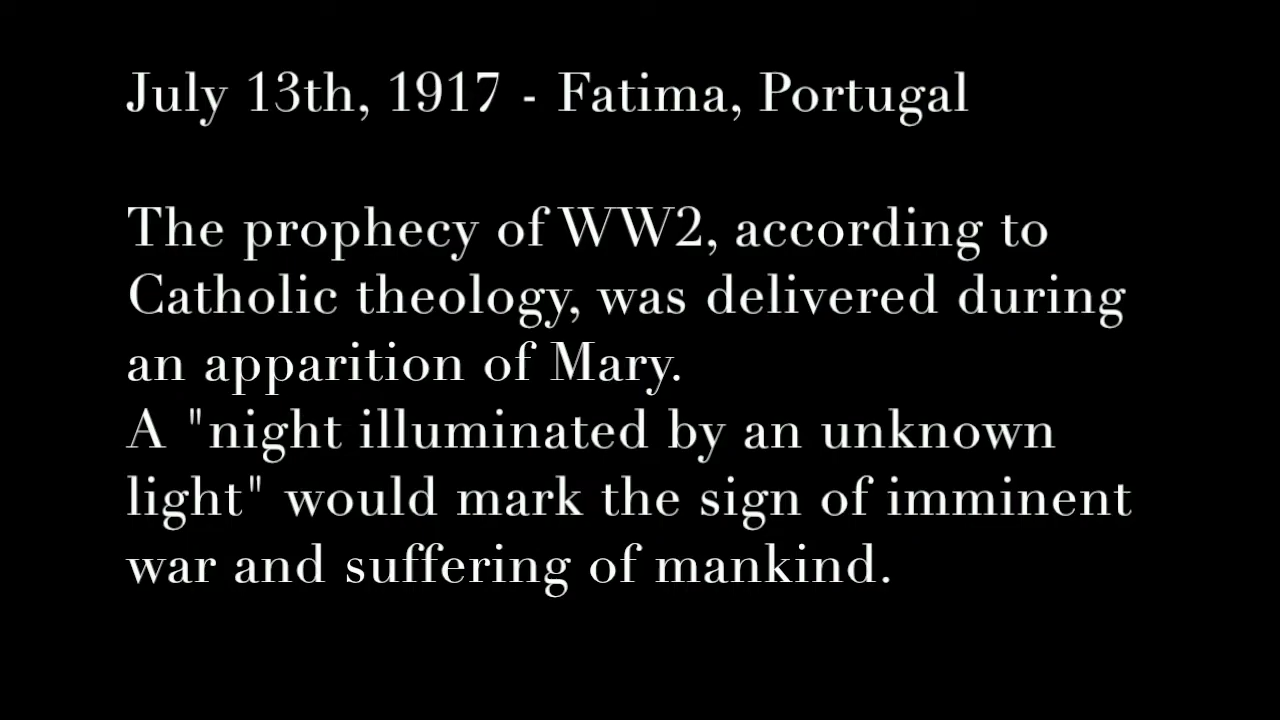 July 13th, 1917 - Fatima, Portugal
The prophecy of WW2, according to
Catholic theology, was delivered during
an apparition of Mary.
A "night illuminated by an unknown
light" would mark the sign of imminent
war and suffering of mankind.